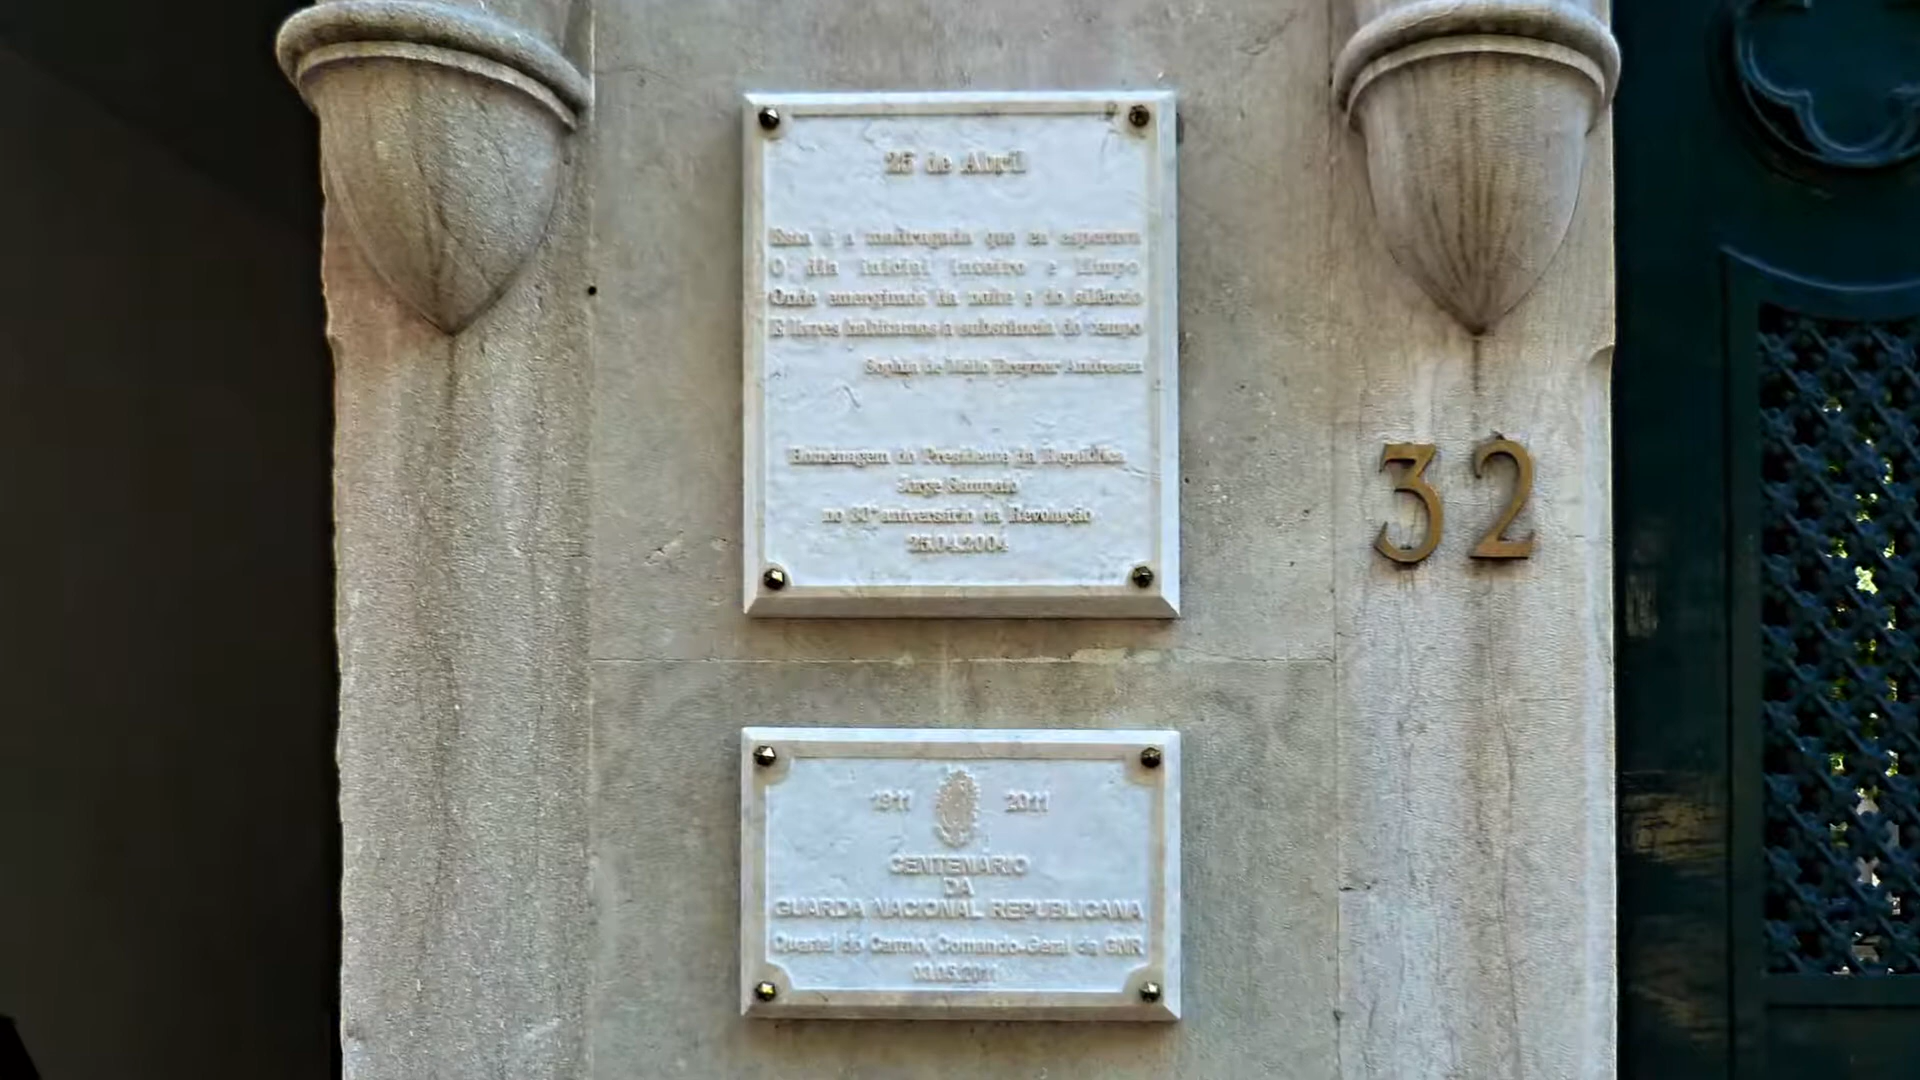 25 de Abril
Esta é a madrugada que eu esperava
O dia inicial inteiro e limpo
Onde emergimos da noite e do silêncio
E livres habitamos a substância do tempo
Sophia de Mello Breyner Andresen
Homenagem do Presidente da República
Jorge Sampaio
no 30º aniversário da Revolução
25.04.2004
32
1911 2011
CENTENÁRIO
DA
GUARDA NACIONAL REPUBLICANA
Quartel do Carmo, Comando-Geral da GNR
03.05.2011